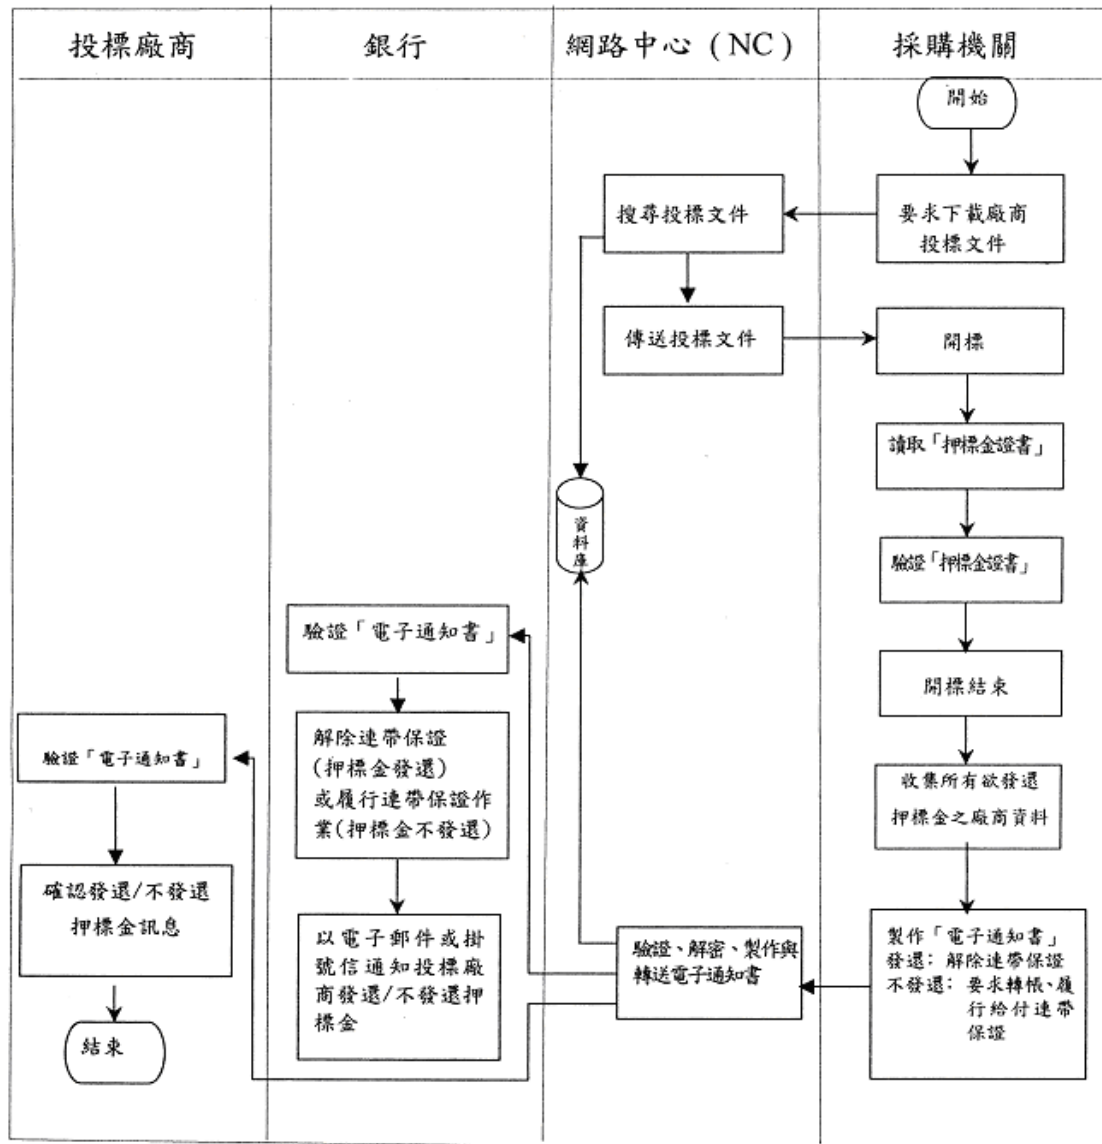 投標廠商
銀行
網路中心 (NC)
採購機關
開始
要求下載廠商
投標文件
搜尋投標文件
傳送投標文件
開標
讀取「押標金證書」
驗證「押標金證書」
開標結束
收集所有欲發還
押標金之廠商資料
製作「電子通知書」
發還: 解除連帶保證
不發還: 要求轉帳、履
行給付連帶
保證
資料庫
驗證、解密、製作與
轉送電子通知書
驗證「電子通知書」
解除連帶保證
(押標金發還)
或履行連帶保證作
業(押標金不發還)
以電子郵件或掛
號信通知投標廠
商發還/不發還押
標金
驗證「電子通知書」
確認發還/不發還
押標金訊息
結束